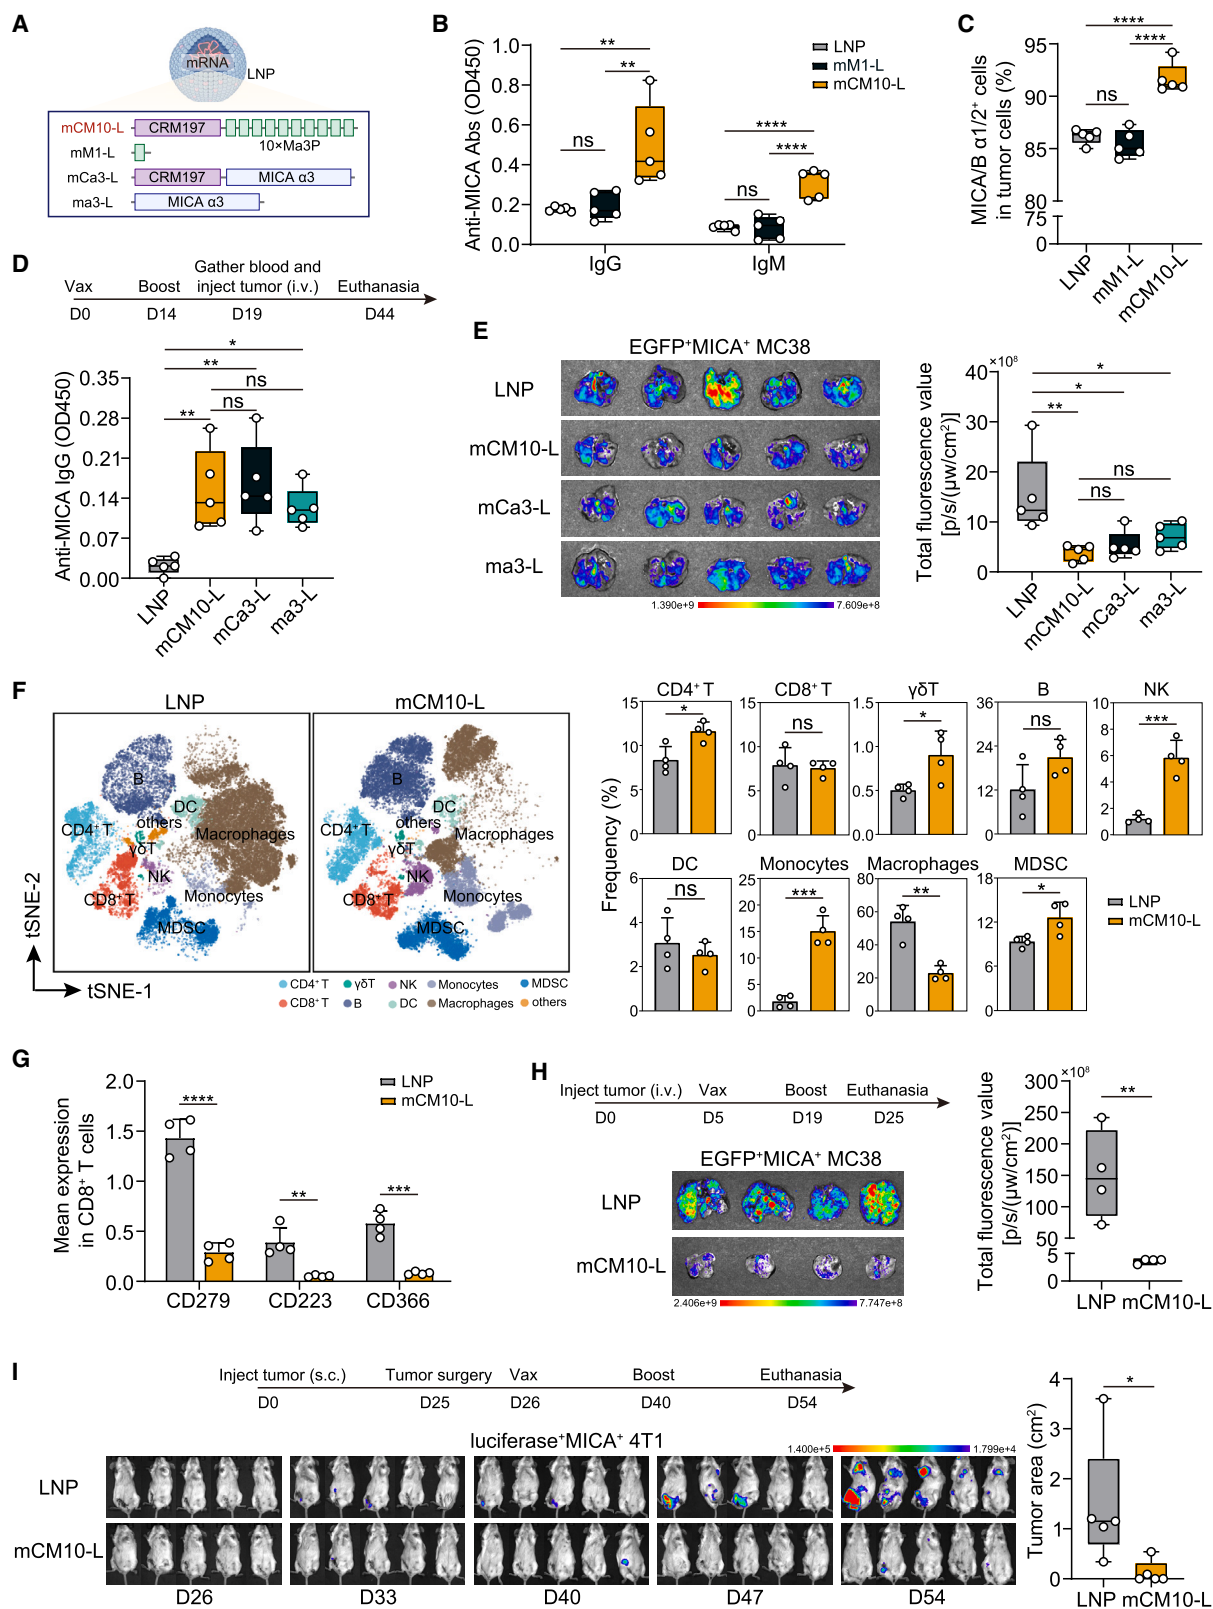 A
mRNA
LNP
mCM10-L
CRM197
10×Ma3P
mM1-L
mCa3-L
CRM197
MICA α3
ma3-L
MICA α3
B
Anti-MICA Abs (OD450)
1.0
0.8
0.6
0.4
0.2
0.0
**
**
ns
****
****
ns
LNP
mM1-L
mCM10-L
IgG
IgM
C
MICA/B α1/2⁺ cells
in tumor cells (%)
95
90
85
80
75
0
****
****
ns
LNP
mM1-L
mCM10-L
D
Vax
Boost
Gather blood and
inject tumor (i.v.)
Euthanasia
D0
D14
D19
D44
Anti-MICA IgG (OD450)
0.35
0.28
0.21
0.14
0.07
0.00
*
**
ns
** ns
LNP
mCM10-L
mCa3-L
ma3-L
E
EGFP⁺MICA⁺ MC38
LNP
mCM10-L
mCa3-L
ma3-L
1.390e+9
7.609e+8
Total fluorescence value
[p/s/(μw/cm²)]
×10⁸
40
30
20
10
0
*
*
**
ns
ns
LNP
mCM10-L
mCa3-L
ma3-L
F
LNP
mCM10-L
B
DC
others
CD4⁺ T
Macrophages
γδT
NK
CD8⁺ T
Monocytes
MDSC
B
DC
others
CD4⁺ T
Macrophages
γδT
NK
CD8⁺ T
Monocytes
MDSC
tSNE-2
tSNE-1
CD4⁺ T
γδT
NK
Monocytes
MDSC
CD8⁺ T
B
DC
Macrophages
others
Frequency (%)
CD4⁺ T
15
10
5
0
*
CD8⁺ T
15
10
5
0
ns
γδT
1.5
1.0
0.5
0.0
*
B
36
24
12
0
ns
NK
10
8
6
4
2
0
***
DC
6
4
2
0
ns
Monocytes
25
20
15
10
5
0
***
Macrophages
80
60
40
20
0
**
MDSC
18
12
6
0
*
LNP
mCM10-L
G
Mean expression
in CD8⁺ T cells
2.0
1.5
1.0
0.5
0.0
****
**
***
LNP
mCM10-L
CD279
CD223
CD366
H
Inject tumor (i.v.)
Vax
Boost
Euthanasia
D0
D5
D19
D25
EGFP⁺MICA⁺ MC38
LNP
mCM10-L
2.406e+9
7.747e+8
Total fluorescence value
[p/s/(μw/cm²)]
×10⁸
300
250
200
150
100
50
5
0
**
LNP mCM10-L
I
Inject tumor (s.c.)
Tumor surgery
Vax
Boost
Euthanasia
D0
D25
D26
D40
D54
luciferase⁺MICA⁺ 4T1
1.400e+5
1.799e+4
LNP
mCM10-L
D26
D33
D40
D47
D54
Tumor area (cm²)
4
3
2
1
0
*
LNP mCM10-L